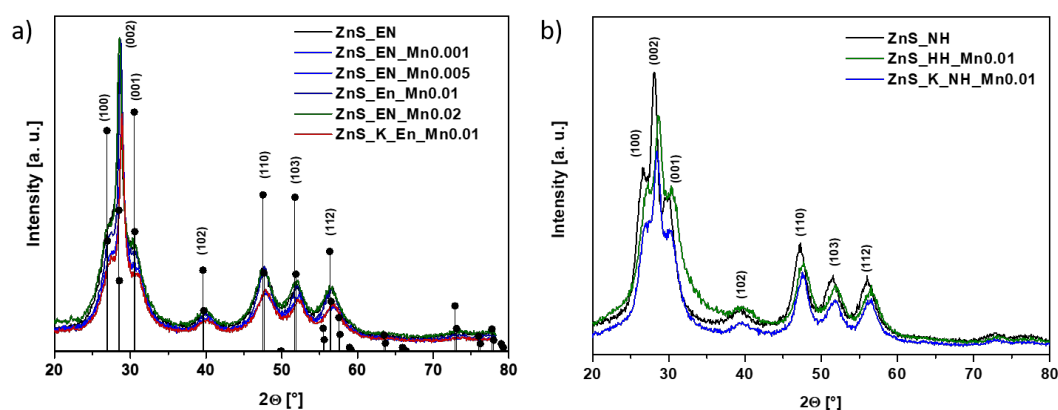 a)
Intensity [a. u.]
(100)
(002)
(001)
(102)
(110)
(103)
(112)
ZnS_EN
ZnS_EN_Mn0.001
ZnS_EN_Mn0.005
ZnS_En_Mn0.01
ZnS_EN_Mn0.02
ZnS_K_En_Mn0.01
20 30 40 50 60 70 80
2Θ [°]
b)
Intensity [a. u.]
(100)
(002)
(001)
(102)
(110)
(103)
(112)
ZnS_NH
ZnS_HH_Mn0.01
ZnS_K_NH_Mn0.01
20 30 40 50 60 70 80
2Θ [°]